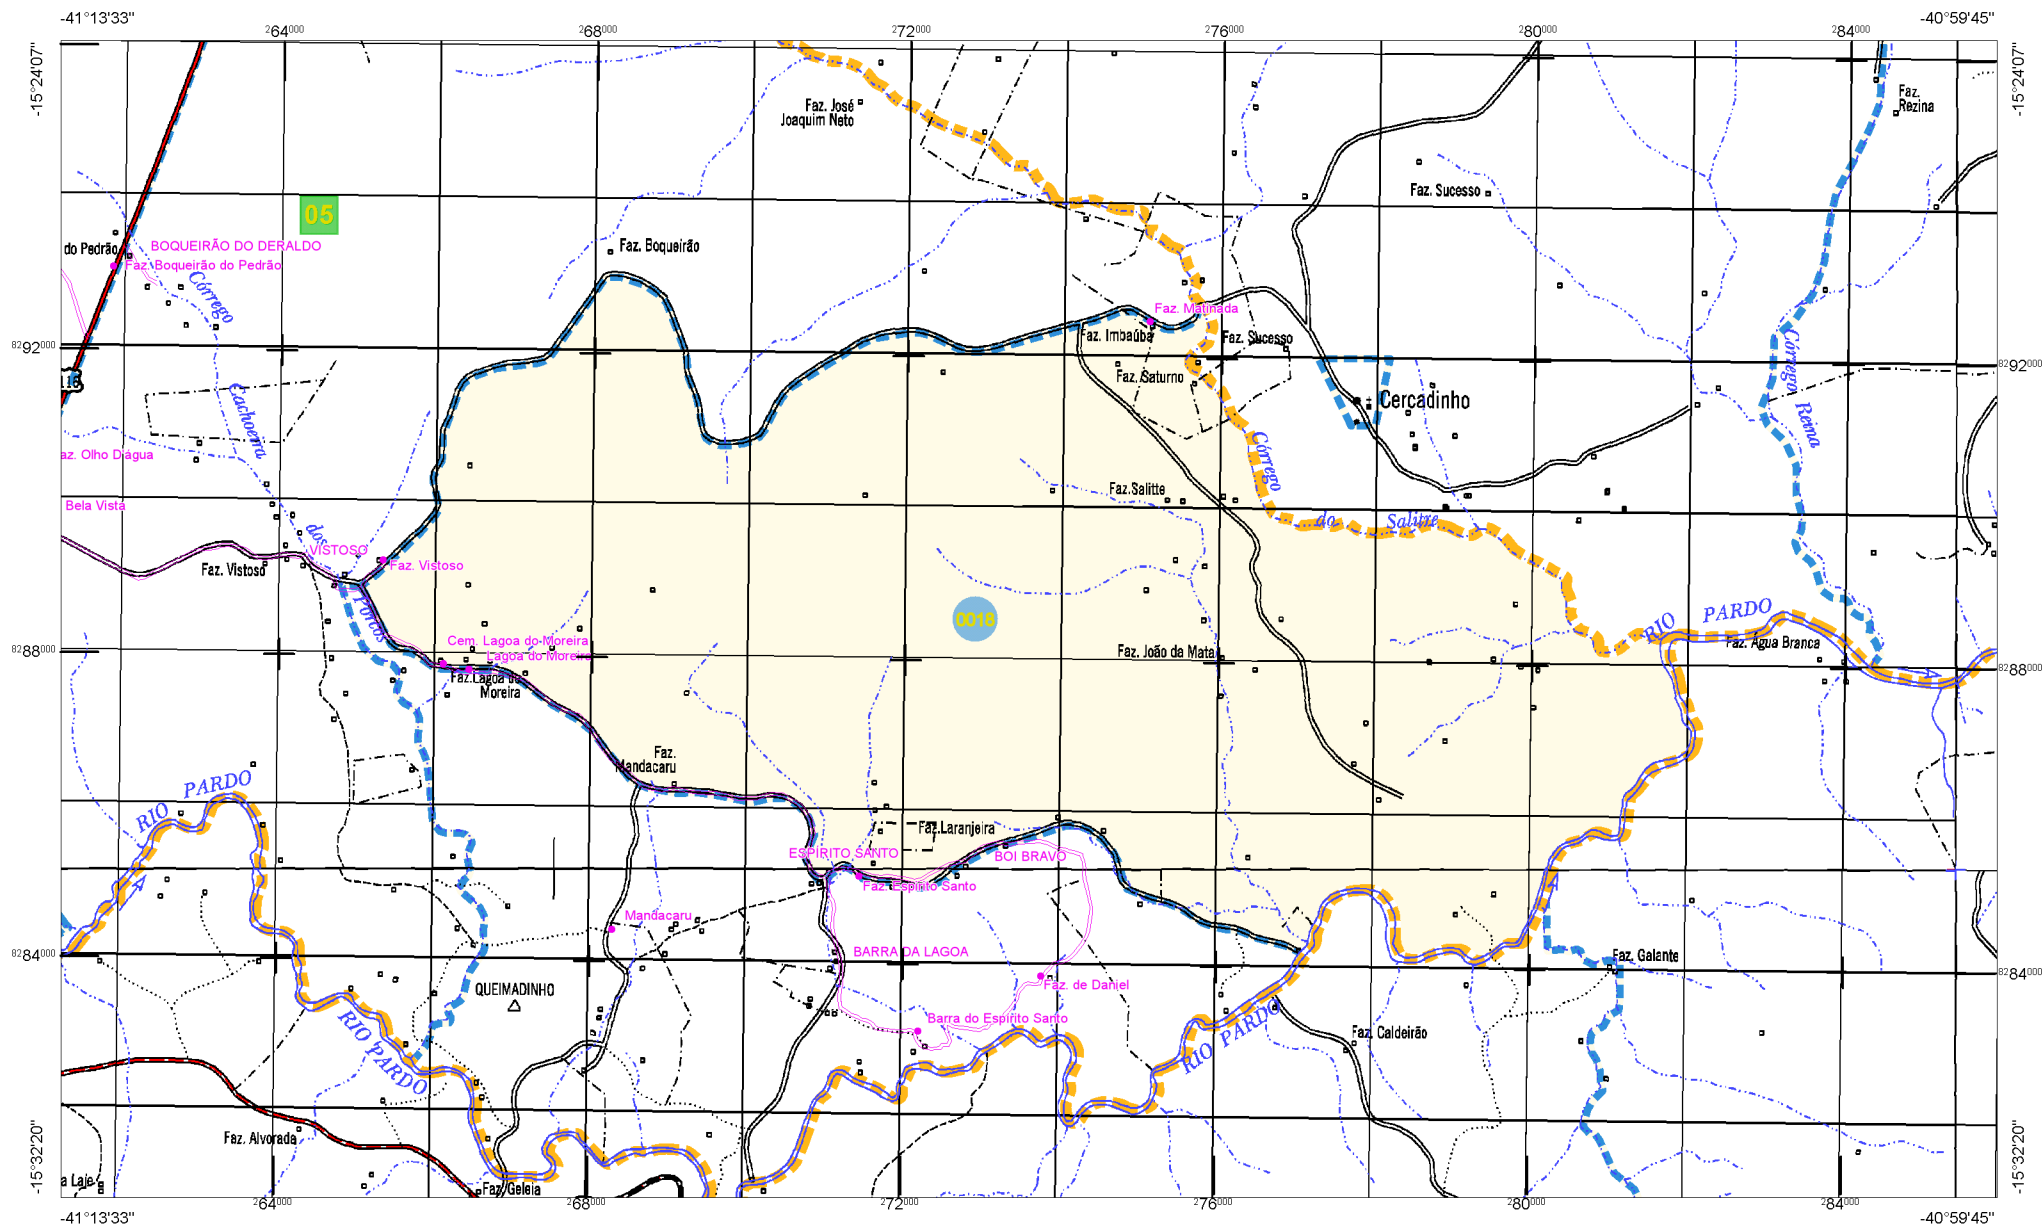 -41°13'33"
-40°59'45"
264000
268000
272000
276000
280000
284000
-15°24'07"
-15°24'07"
Faz.
Rezina
Faz. José
Joaquim Neto
Faz. Sucesso
05
do Pedrão
BOQUEIRÃO DO DERALDO
Faz. Boqueirão
Faz. Boqueirão do Pedrão
Córrego
Faz. Matinada
Faz. Imbaúba
Faz. Sucesso
8292000
8292000
Córrego
Faz. Saturno
Cachoeira
Cercadinho
Reina
az. Olho D'água
Córrego
Faz. Salitte
Bela Vista
do
Salitre
dos
VISTOSO
Faz. Vistoso
Faz. Vistoso
Porcos
0018
RIO PARDO
Cem. Lagoa do Moreira
Faz. Água Branca
8288000
Lagoa do Moreira
Faz. João da Mata
8288000
Faz. Lagoa do
Moreira
Faz.
Mandacaru
RIO PARDO
Faz. Laranjeira
ESPÍRITO SANTO
BOI BRAVO
Faz. Espírito Santo
Mandacaru
BARRA DA LAGOA
8284000
Faz. Galante
8284000
QUEIMADINHO
Faz. de Daniel
RIO PARDO
Barra do Espírito Santo
RIO PARDO
Faz. Caldeirão
Faz. Alvorada
-15°32'20"
-15°32'20"
a Laje
Faz. Geleia
264000
268000
272000
276000
280000
284000
-41°13'33"
-40°59'45"